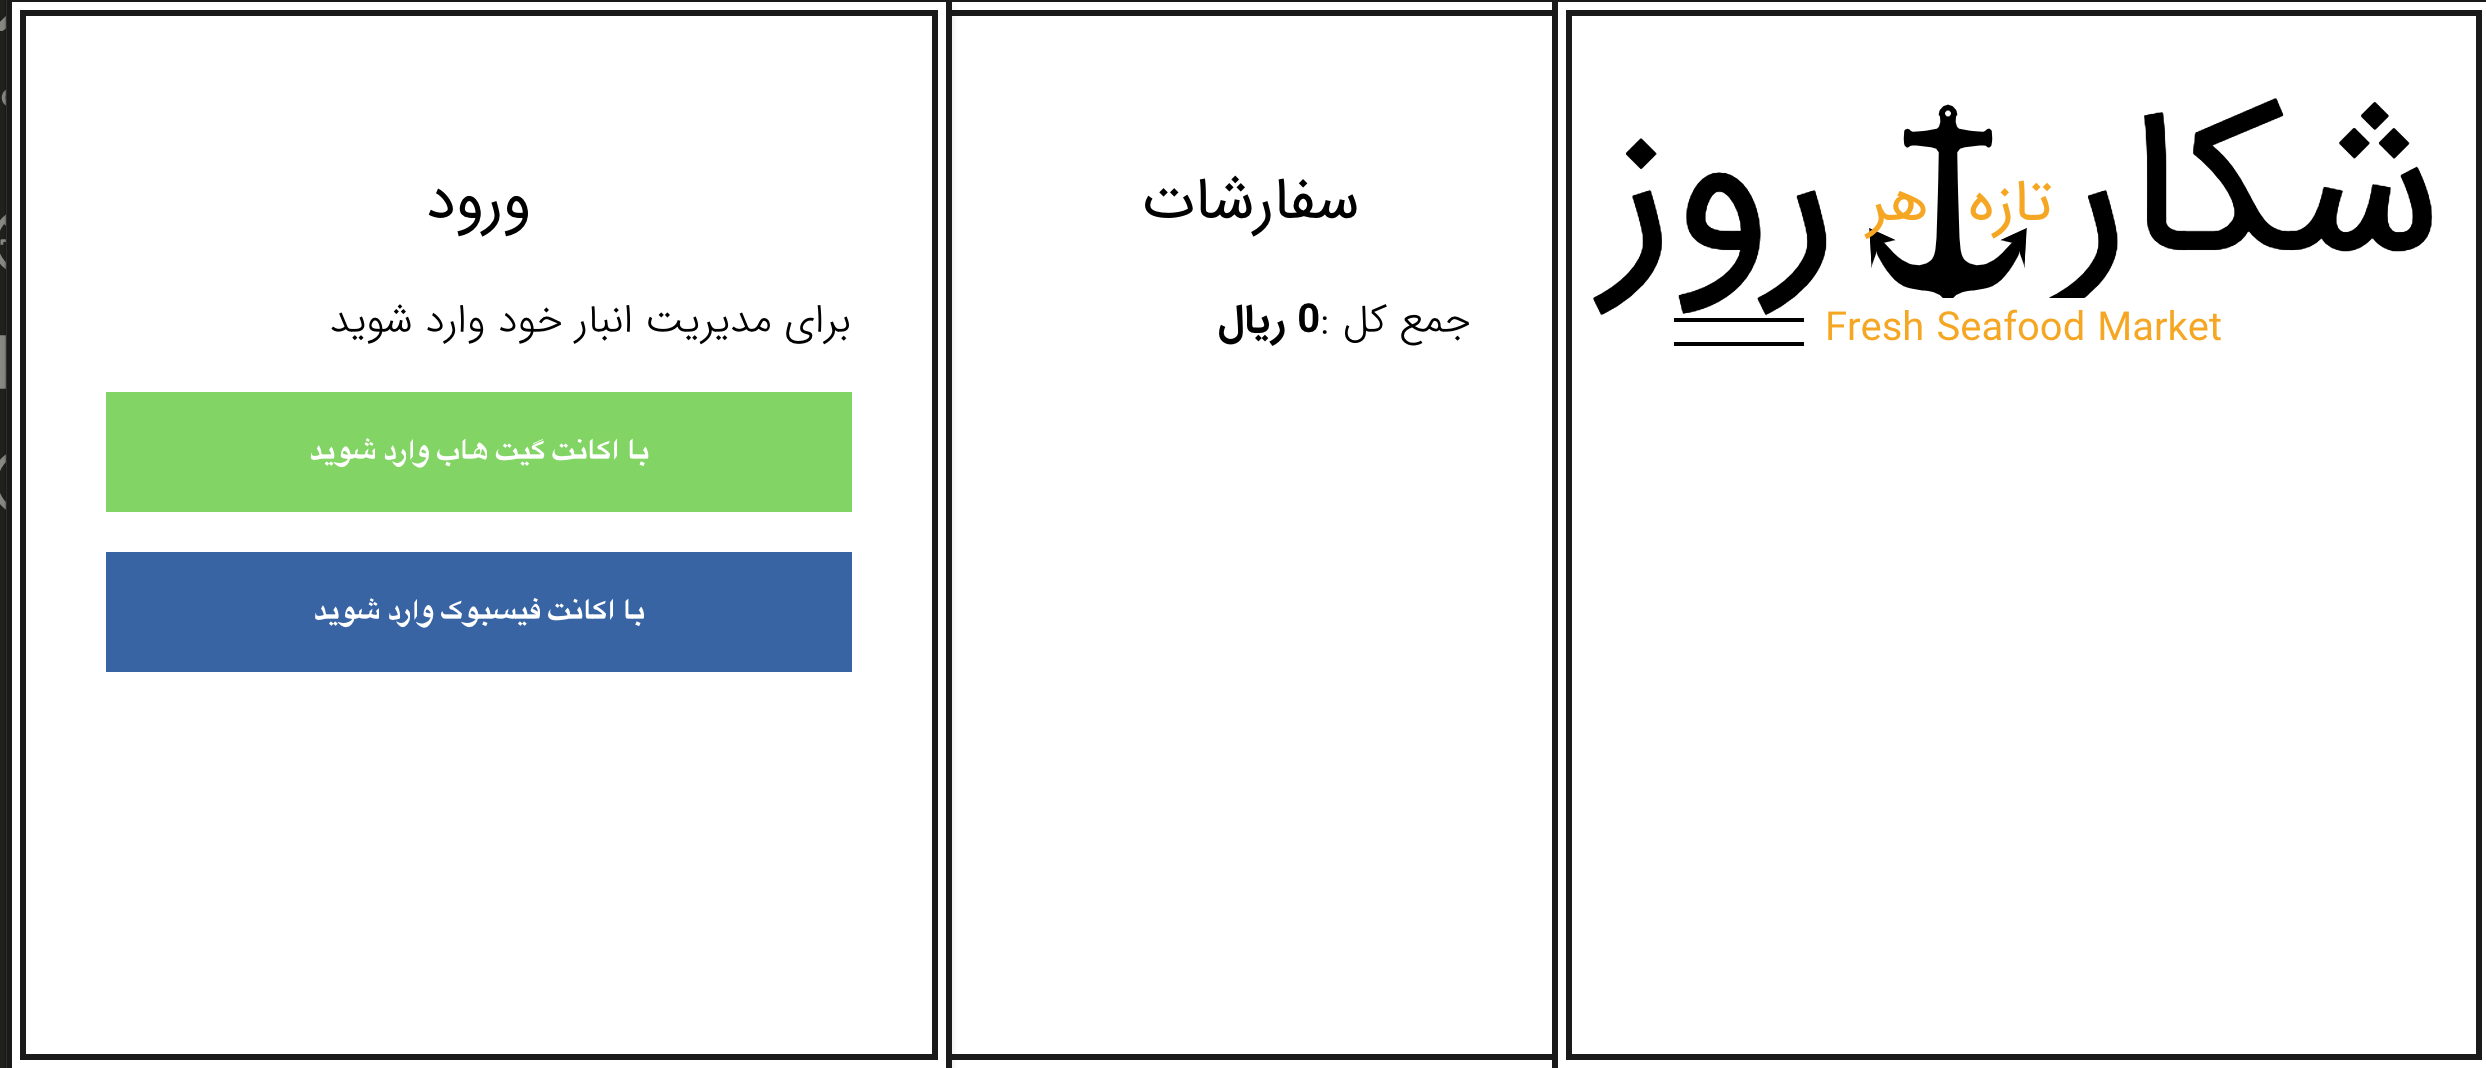 شکار روز
تازه هر
Fresh Seafood Market
سفارشات
جمع کل :0 ریال
ورود
برای مدیریت انبار خود وارد شوید
با اکانت گیت هاب وارد شوید
با اکانت فیسبوک وارد شوید